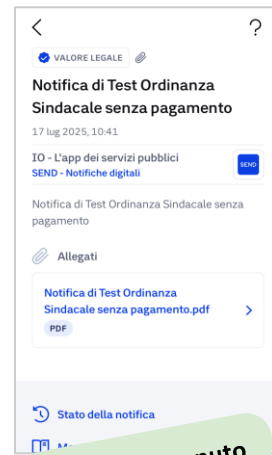 ?
VALORE LEGALE
Notifica di Test Ordinanza
Sindacale senza pagamento
17 lug 2025, 10:41
IO - L'app dei servizi pubblici
SEND - Notifiche digitali
SEND
Notifica di Test Ordinanza Sindacale senza
pagamento
Allegati
Notifica di Test Ordinanza
Sindacale senza pagamento.pdf
PDF
Stato della notifica